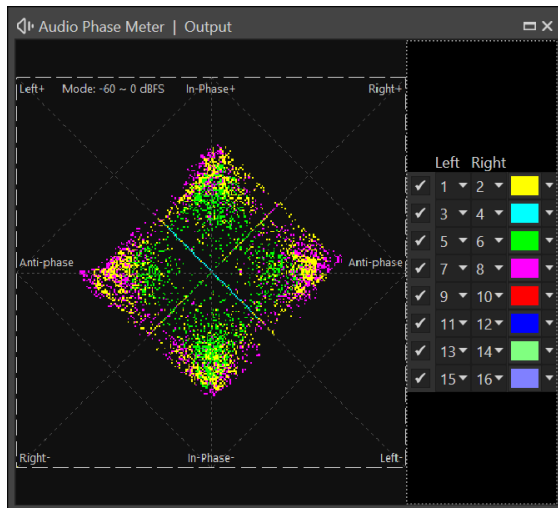 Audio Phase Meter | Output
Left+ Mode: -60 ~ 0 dBFS In-Phase+ Right+
Anti-phase Anti-phase
Right- In-Phase- Left-
Left Right
1 2
3 4
5 6
7 8
9 10
11 12
13 14
15 16